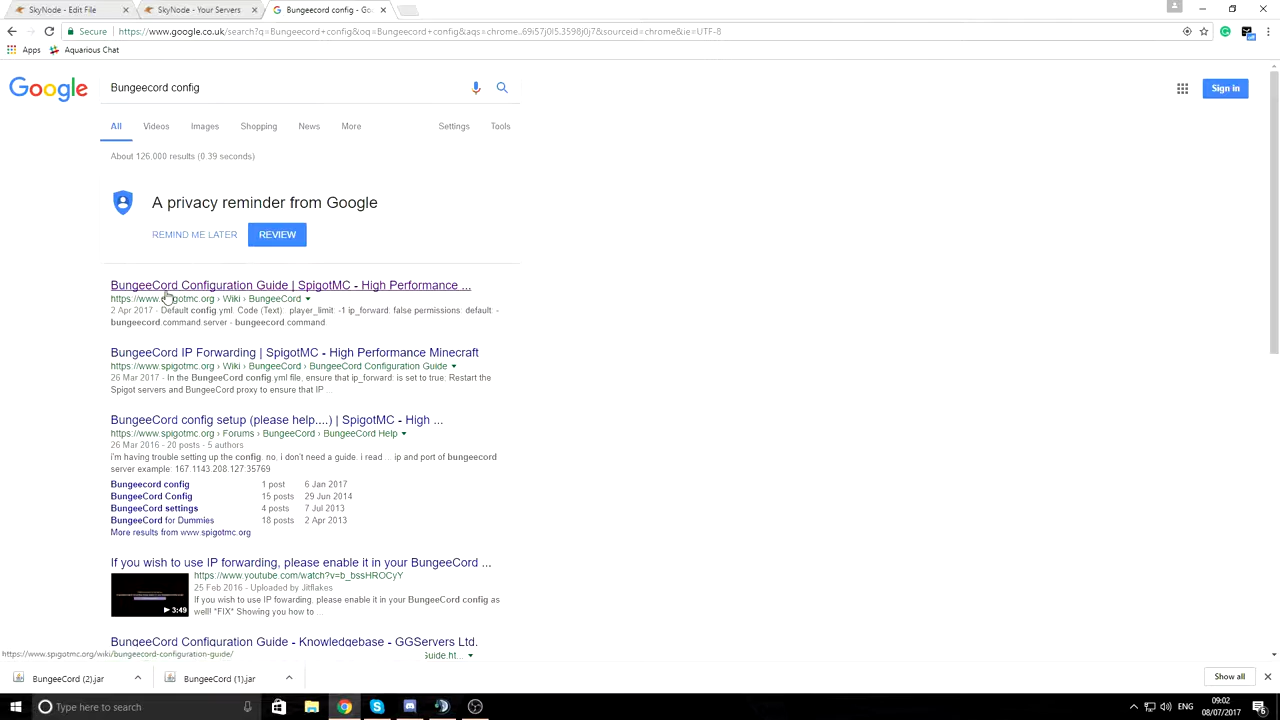 SkyNode - Edit File
SkyNode - Your Servers
Bungeecord config - Goo
Secure
https://www.google.co.uk/search?q=Bungeecord+config&oq=Bungeecord+config&aqs=chrome..69i57j0l5.3598j0j7&sourceid=chrome&ie=UTF-8
Apps
Aquarious Chat
Google
Bungeecord config
Sign in
All
Videos
Images
Shopping
News
More
Settings
Tools
About 126,000 results (0.39 seconds)
A privacy reminder from Google
REMIND ME LATER
REVIEW
BungeeCord Configuration Guide | SpigotMC - High Performance ...
https://www.spigotmc.org › Wiki › BungeeCord
2 Apr 2017 - Default config yml. Code (Text): player_limit: -1 ip_forward. false permissions: default: -
bungeecord.command server - bungeecord command.
BungeeCord IP Forwarding | SpigotMC - High Performance Minecraft
https://www.spigotmc.org › Wiki › BungeeCord › BungeeCord Configuration Guide
26 Mar 2017 - In the BungeeCord config yml file, ensure that ip_forward: is set to true; Restart the
Spigot servers and BungeeCord proxy to ensure that IP ...
BungeeCord config setup (please help....) | SpigotMC - High ...
https://www.spigotmc.org › Forums › BungeeCord › BungeeCord Help
26 Mar 2016 - 20 posts - 5 authors
i'm having trouble setting up the config. no, i don't need a guide. i read ... ip and port of bungeecord
server example: 167.1143.208.127.35769
Bungeecord config 1 post 6 Jan 2017
BungeeCord Config 15 posts 29 Jun 2014
BungeeCord settings 4 posts 7 Jul 2013
BungeeCord for Dummies 18 posts 2 Apr 2013
More results from www.spigotmc.org
If you wish to use IP forwarding, please enable it in your BungeeCord ...
https://www.youtube.com/watch?v=b_bssHROCyY
25 Feb 2016 - Uploaded by Jitflakes
If you wish to use IP forwarding. please enable it in your BungeeCord config as
well! *FIX* Showing you how to ...
3:49
BungeeCord Configuration Guide - Knowledgebase - GGServers Ltd.
https://www.spigotmc.org/wiki/bungeecord-configuration-guide/
Guide.ht...
BungeeCord (2).jar
BungeeCord (1).jar
Show all
Type here to search
ENG
09:02
08/07/2017
6